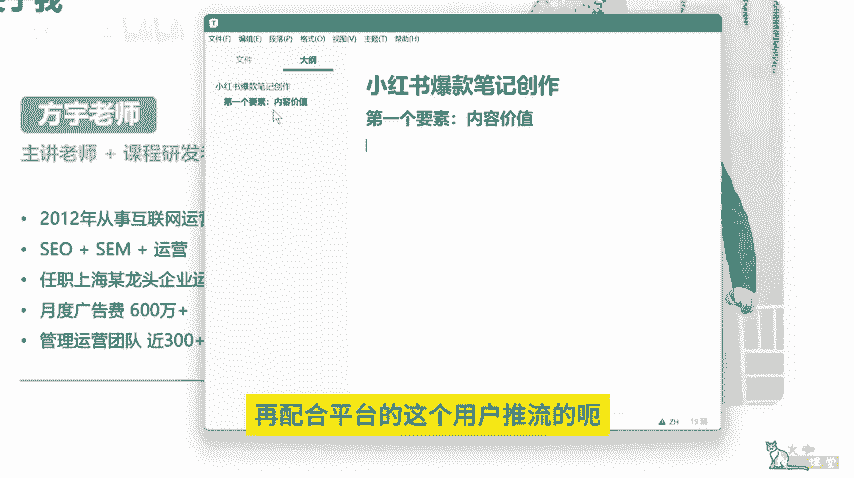 于我
方宇老师
主讲老师 + 课程研发
2012年从事互联网运营
SEO + SEM + 运营
任职上海某龙头企业运
月度广告费 600万+
管理运营团队 近300+
文件(F) 编辑(E) 段落(P) 格式(O) 视图(V) 主题(T) 帮助(H)
文件 大纲
小红书爆款笔记创作
第一个要素：内容价值
小红书爆款笔记创作
第一个要素：内容价值
ZH
再配合平台的这个用户推流的呃
课堂